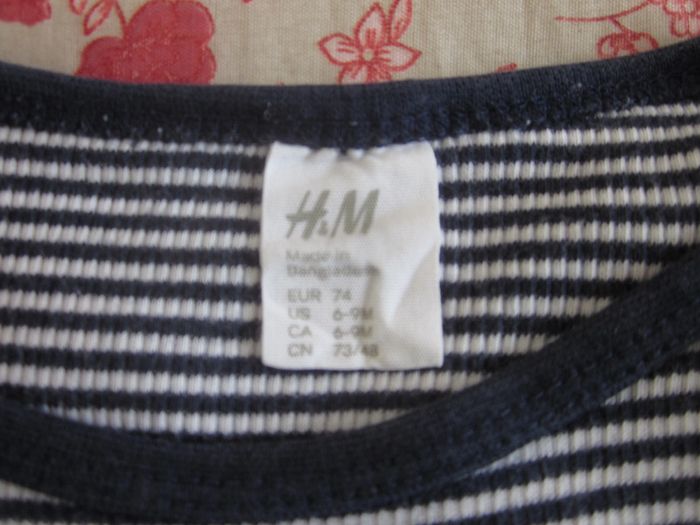 H&M
Made in
Bangladesh
EUR 74
US 6-9M
CA 6-9M
CN 73/48